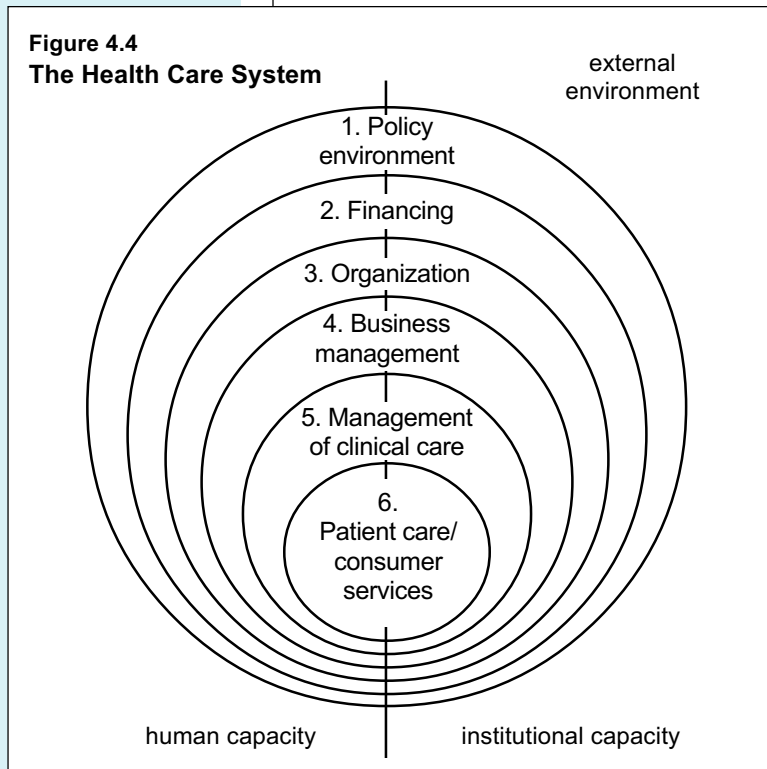 Figure 4.4
The Health Care System
external
environment
1. Policy
environment
2. Financing
3. Organization
4. Business
management
5. Management
of clinical care
6.
Patient care/
consumer
services
human capacity
institutional capacity